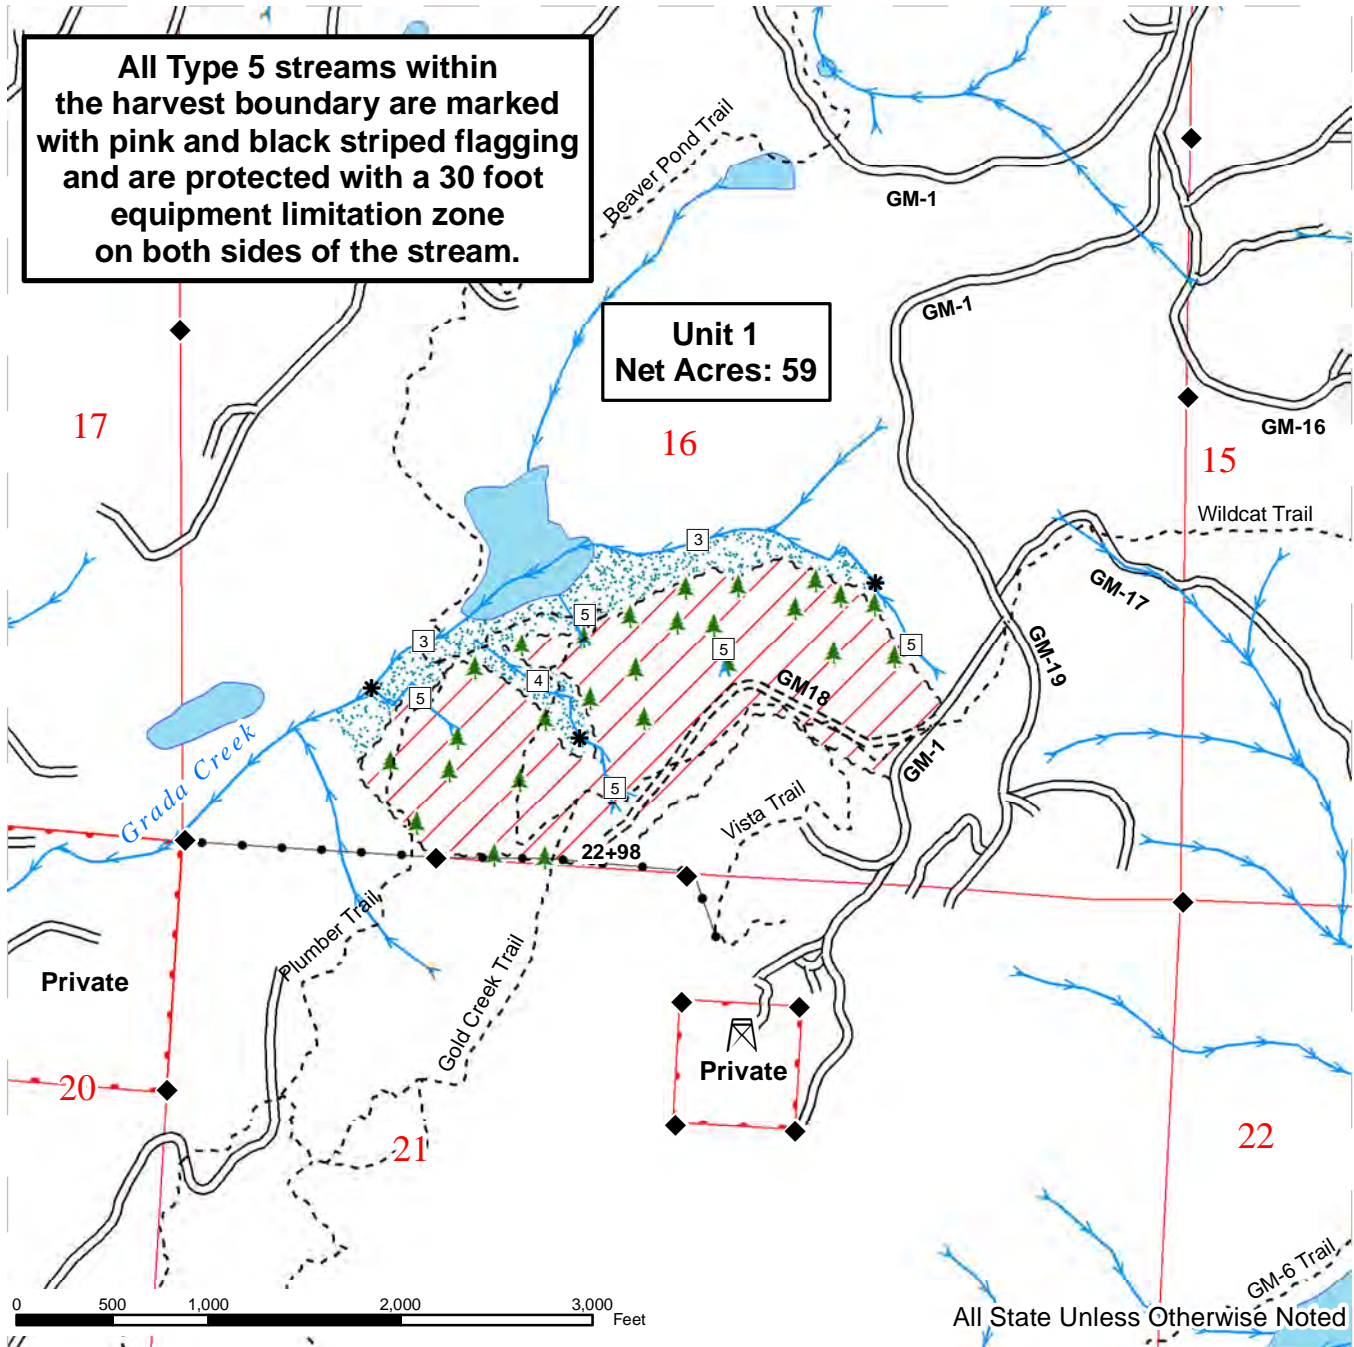 All Type 5 streams within
the harvest boundary are marked
with pink and black striped flagging
and are protected with a 30 foot
equipment limitation zone
on both sides of the stream.
Beaver Pond Trail
GM-1
Unit 1
Net Acres: 59
GM-1
GM-16
17
16
15
Wildcat Trail
3
GM-17
5
3
5
5
GM-19
4
GM18
5
Grada Creek
GM-1
5
Vista Trail
22+98
Plumber Trail
Gold Creek Trail
Private
Private
20
21
22
GM-6 Trail
0 500 1,000 2,000 3,000
Feet
All State Unless Otherwise Noted